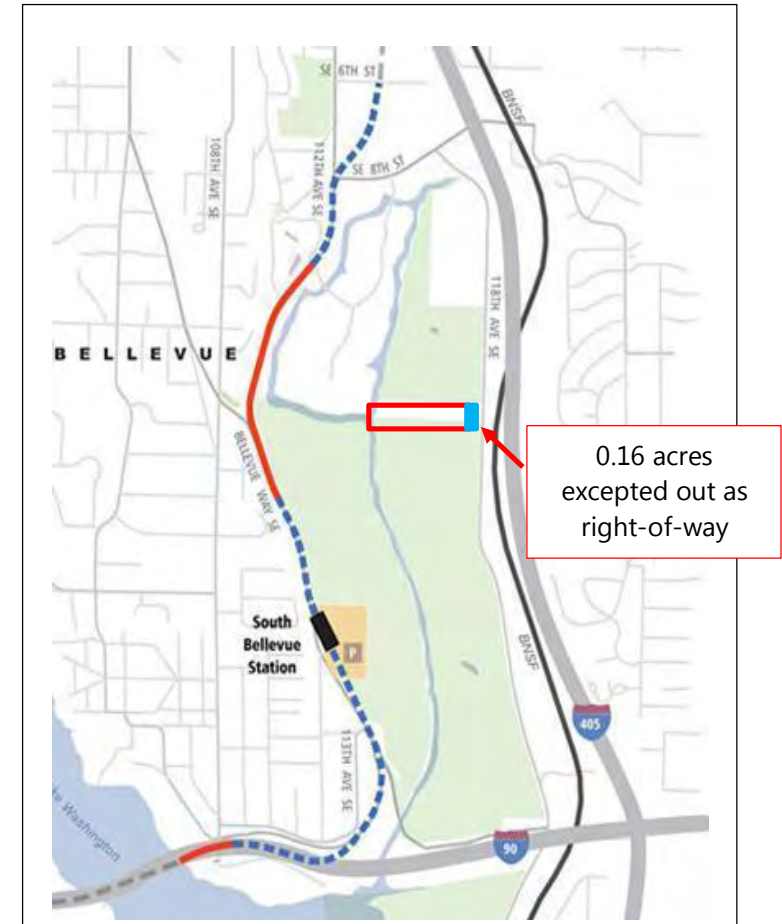 SE 6TH ST
BNSF
108TH AVE SE
112TH AVE SE
SE 8TH ST
118TH AVE SE
BELLEVUE
BELLEVUE WAY SE
0.16 acres
excepted out as
right-of-way
South
Bellevue
Station
P
BNSF
405
113TH AVE SE
Washington
90